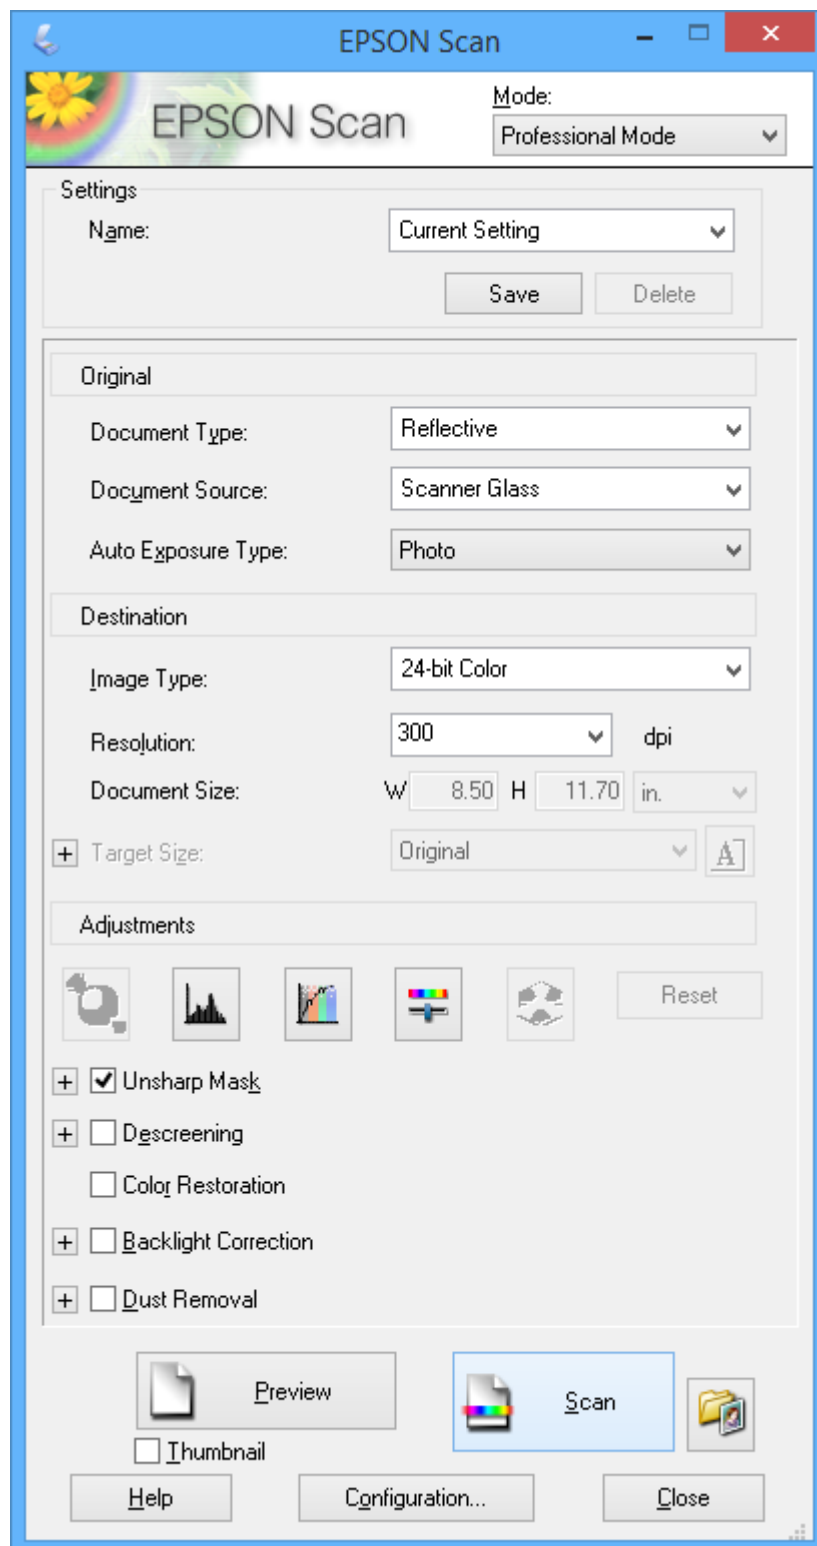 EPSON Scan
EPSON Scan
Mode:
Professional Mode
Settings
Name: Current Setting
Save Delete
Original
Document Type: Reflective
Document Source: Scanner Glass
Auto Exposure Type: Photo
Destination
Image Type: 24-bit Color
Resolution: 300 dpi
Document Size: W 8.50 H 11.70 in.
+ Target Size: Original A
Adjustments
Reset
+ Unsharp Mask
+ Descreening
Color Restoration
+ Backlight Correction
+ Dust Removal
Preview Scan
Thumbnail
Help Configuration... Close